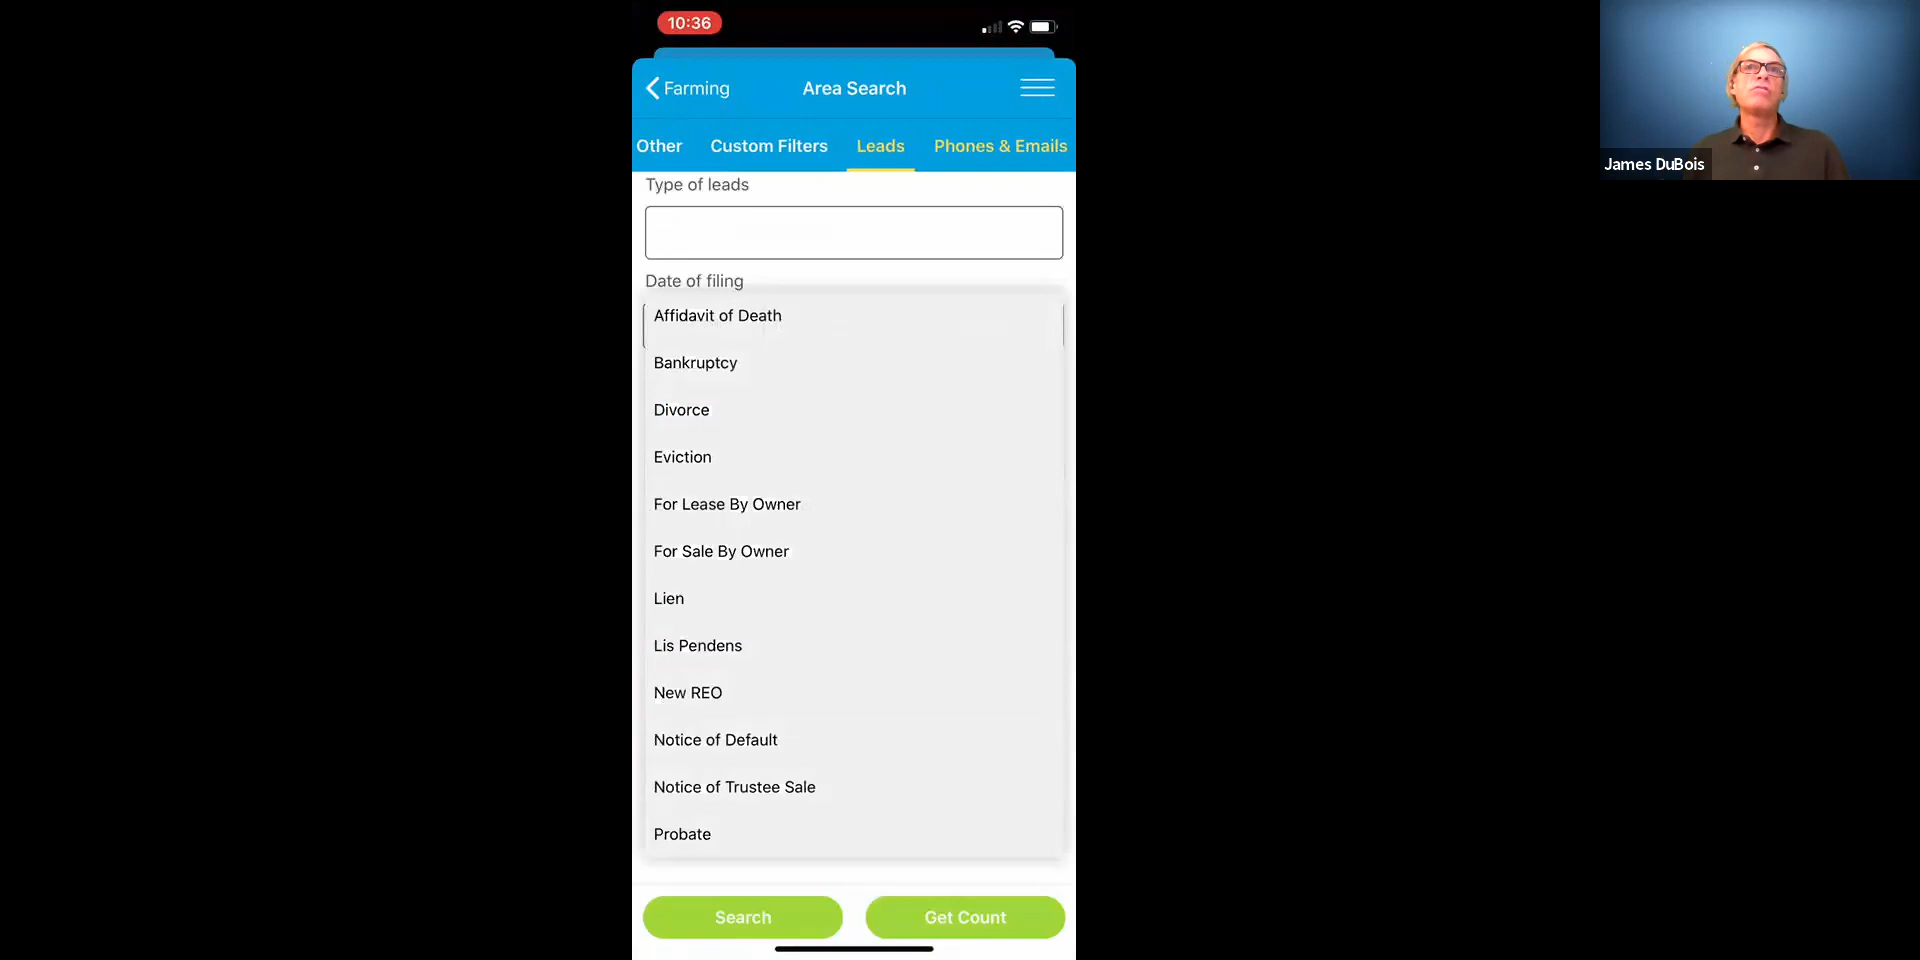 10:36
Farming
Area Search
Other
Custom Filters
Leads
Phones & Emails
Type of leads
Date of filing
Affidavit of Death
Bankruptcy
Divorce
Eviction
For Lease By Owner
For Sale By Owner
Lien
Lis Pendens
New REO
Notice of Default
Notice of Trustee Sale
Probate
Search
Get Count
James DuBois